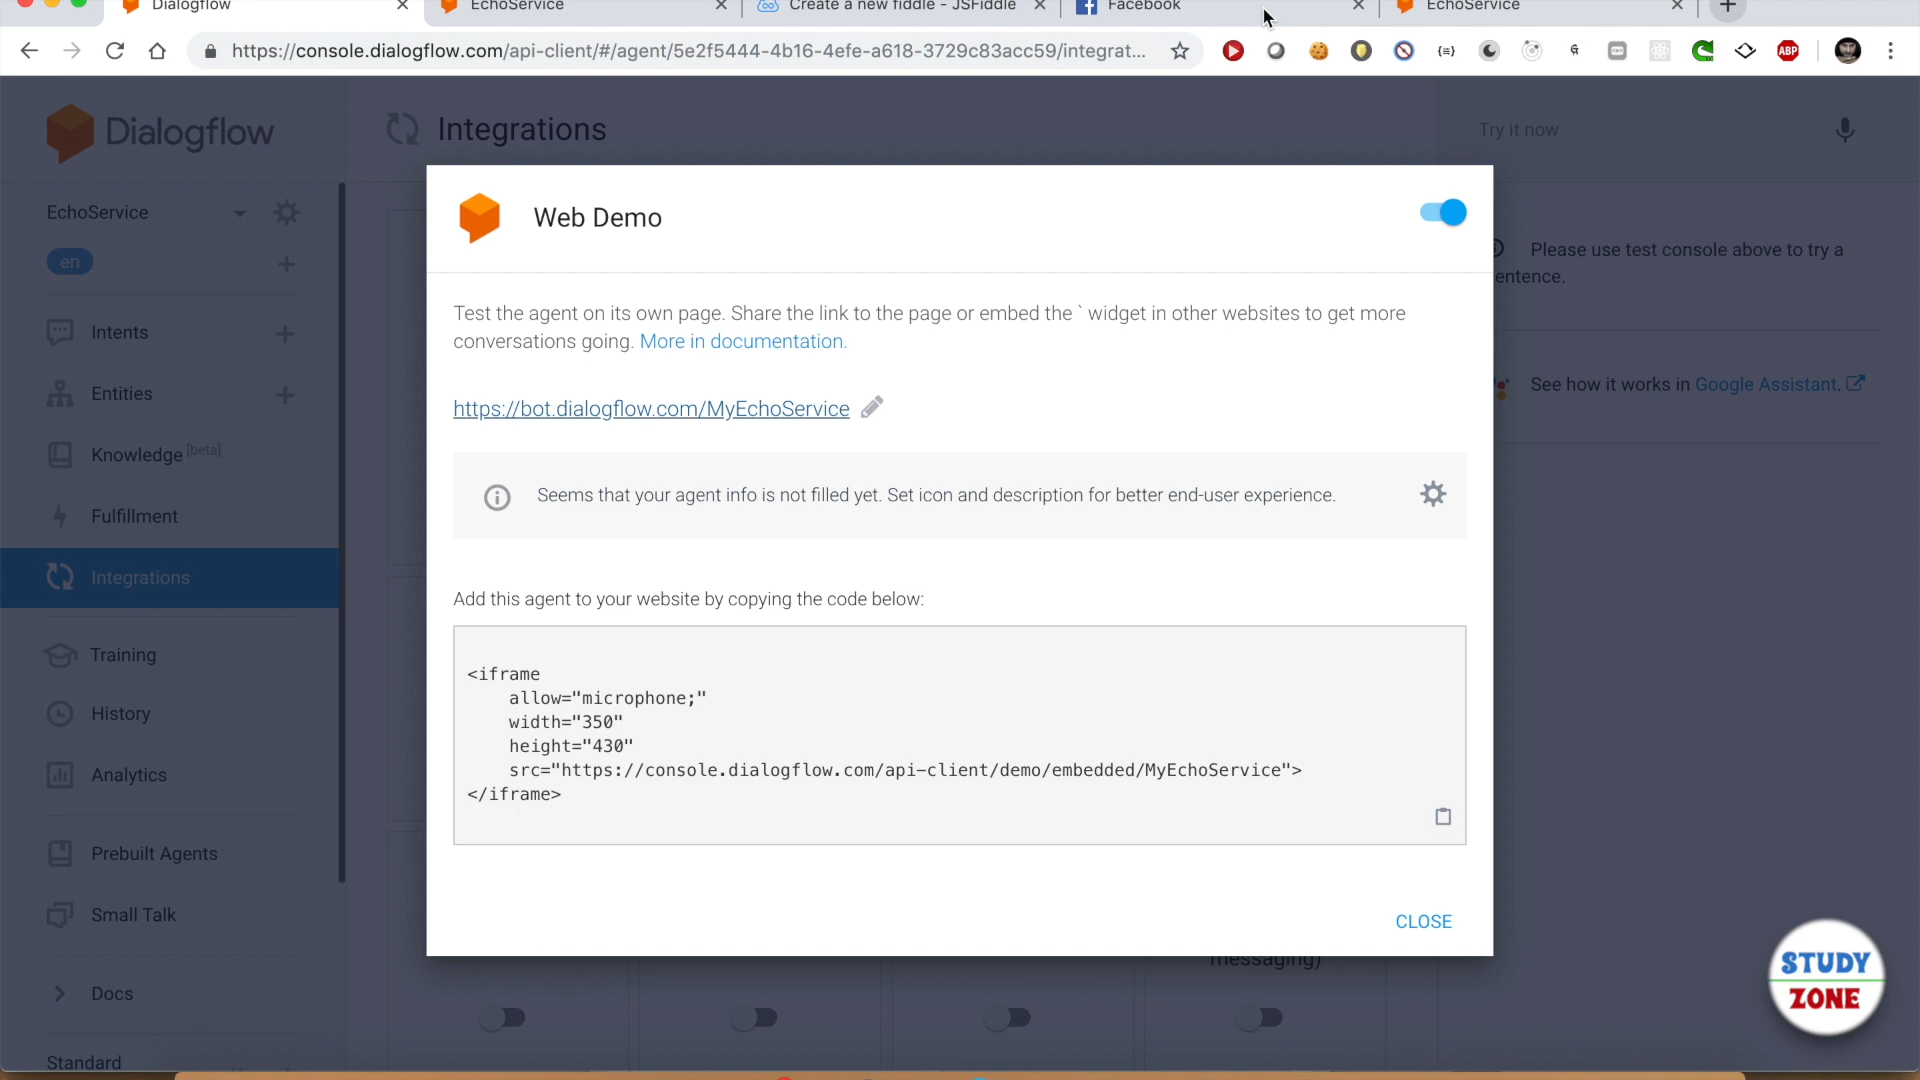 Dialogflow
EchoService
Create a new fiddle - JSFiddle
Facebook
EchoService
https://console.dialogflow.com/api-client/#/agent/5e2f5444-4b16-4efe-a618-3729c83acc59/integrat...
ABP
Dialogflow
Integrations
Try it now
EchoService
en
Intents
Entities
Knowledge [beta]
Fulfillment
Integrations
Training
History
Analytics
Prebuilt Agents
Small Talk
Docs
Standard
Web Demo
Test the agent on its own page. Share the link to the page or embed the ` widget in other websites to get more
conversations going. More in documentation.
https://bot.dialogflow.com/MyEchoService
Seems that your agent info is not filled yet. Set icon and description for better end-user experience.
Add this agent to your website by copying the code below:
<iframe
allow="microphone;"
width="350"
height="430"
src="https://console.dialogflow.com/api-client/demo/embedded/MyEchoService">
</iframe>
CLOSE
messaging)
Please use test console above to try a
entence.
See how it works in Google Assistant.
STUDY
ZONE